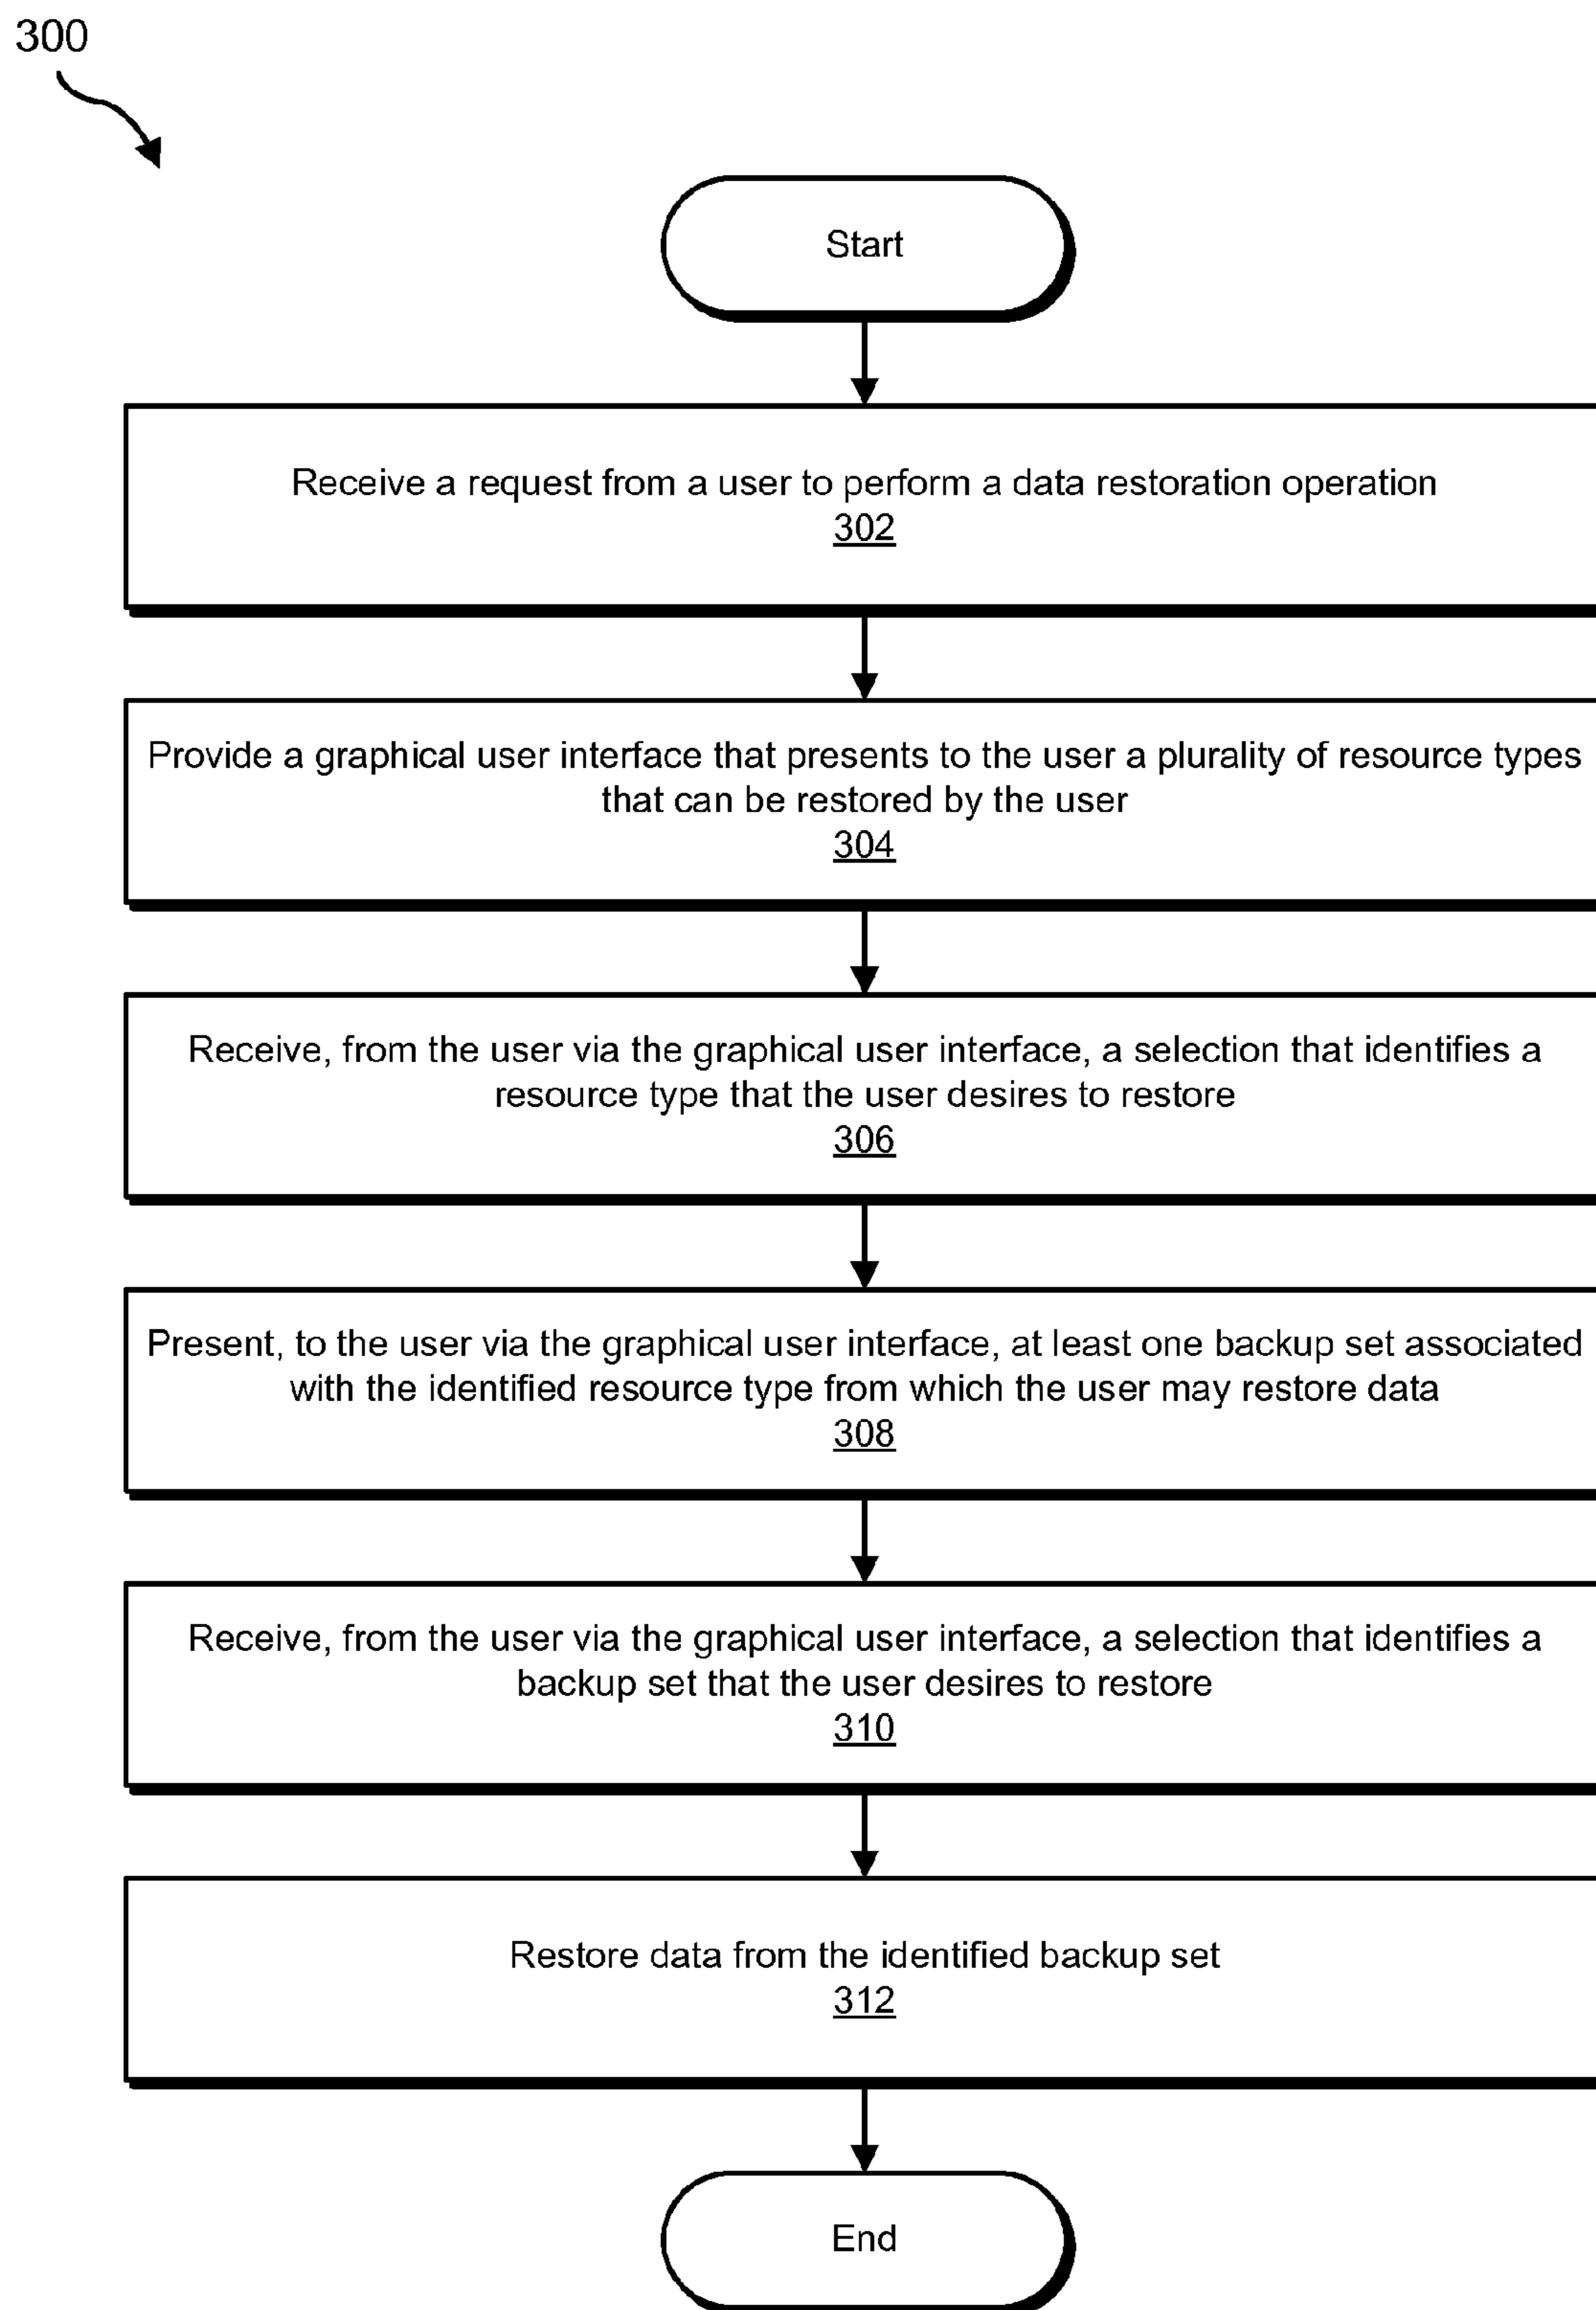 300
Start
Receive a request from a user to perform a data restoration operation
302
Provide a graphical user interface that presents to the user a plurality of resource types
that can be restored by the user
304
Receive, from the user via the graphical user interface, a selection that identifies a
resource type that the user desires to restore
306
Present, to the user via the graphical user interface, at least one backup set associated
with the identified resource type from which the user may restore data
308
Receive, from the user via the graphical user interface, a selection that identifies a
backup set that the user desires to restore
310
Restore data from the identified backup set
312
End